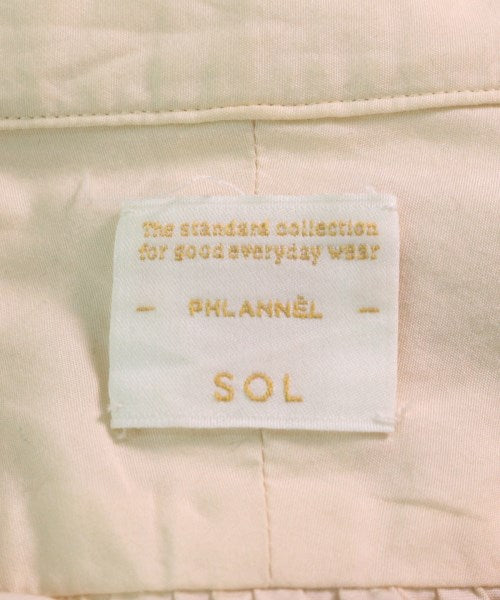 The standard collection
for good everyday wear
- PHLANNÈL -
SOL